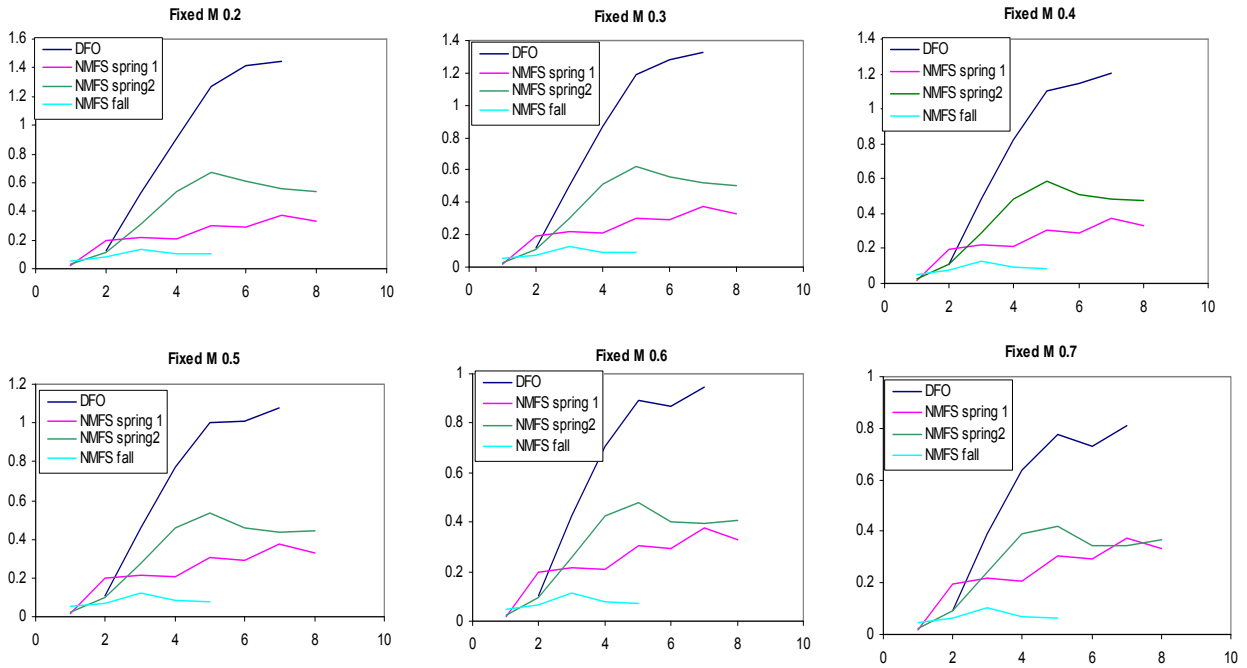 Fixed M 0.2
1.6
1.4
1.2
1
0.8
0.6
0.4
0.2
0
0 2 4 6 8 10
DFO
NMFS spring 1
NMFS spring2
NMFS fall
Fixed M 0.3
1.4
1.2
1
0.8
0.6
0.4
0.2
0
0 2 4 6 8 10
DFO
NMFS spring 1
NMFS spring2
NMFS fall
Fixed M 0.4
1.4
1.2
1
0.8
0.6
0.4
0.2
0
0 2 4 6 8 10
DFO
NMFS spring 1
NMFS spring2
NMFS fall
Fixed M 0.5
1.2
1
0.8
0.6
0.4
0.2
0
0 2 4 6 8 10
DFO
NMFS spring 1
NMFS spring2
NMFS fall
Fixed M 0.6
1
0.8
0.6
0.4
0.2
0
0 2 4 6 8 10
DFO
NMFS spring 1
NMFS spring2
NMFS fall
Fixed M 0.7
1
0.8
0.6
0.4
0.2
0
0 2 4 6 8 10
DFO
NMFS spring 1
NMFS spring2
NMFS fall